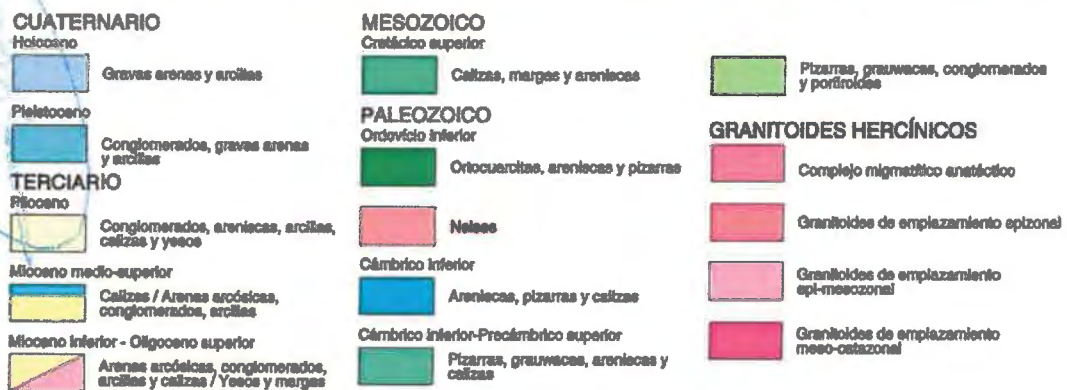 CUATERNARIO
Holoceno
Gravas arenas y arcillas
Pleistoceno
Conglomerados, gravas arenas
y arcillas
TERCIARIO
Plioceno
Conglomerados, areniscas, arcillas,
calizas y yesos
Mioceno medio-superior
Calizas / Arenas arcósicas,
conglomerados, arcillas
Mioceno inferior - Oligoceno superior
Arenas arcósicas, conglomerados,
arcillas y calizas / Yesos y margas
MESOZOICO
Cretácico superior
Calizas, margas y areniscas
PALEOZOICO
Ordovício inferior
Ortocuarcitas, areniscas y pizarras
Neises
Cámbrico inferior
Areniscas, pizarras y calizas
Cámbrico inferior-Precámbrico superior
Pizarras, grauwacas, areniscas y
calizas
Pizarras, grauwacas, conglomerados
y porfiroides
GRANITOIDES HERCÍNICOS
Complejo migmatítico anatéctico
Granitoides de emplazamiento epizonal
Granitoides de emplazamiento
epi-mesozonal
Granitoides de emplazamiento
meso-catazonal